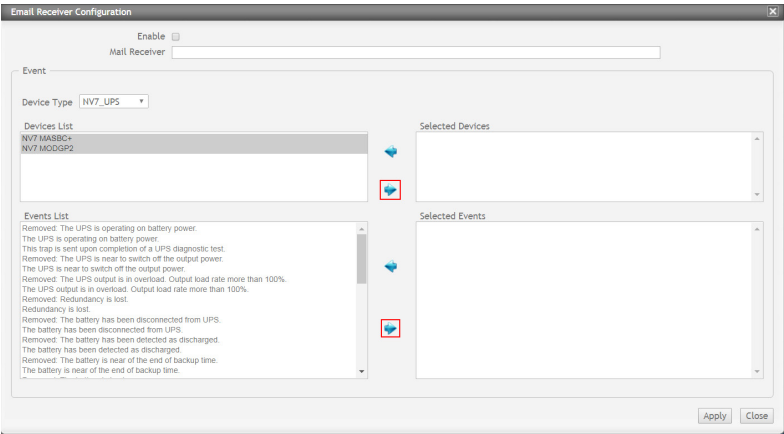 Email Receiver Configuration
Enable
Mail Receiver
Event
Device Type NV7_UPS
Devices List
NV7 MASBC+
NV7 MODGP2
Selected Devices
Events List
Removed: The UPS is operating on battery power.
The UPS is operating on battery power.
This trap is sent upon completion of a UPS diagnostic test.
Removed: The UPS is near to switch off the output power.
The UPS is near to switch off the output power.
Removed: The UPS output is in overload. Output load rate more than 100%.
The UPS output is in overload. Output load rate more than 100%.
Removed: Redundancy is lost.
Redundancy is lost.
Removed: The battery has been disconnected from UPS.
The battery has been disconnected from UPS.
Removed: The battery has been detected as discharged.
The battery has been detected as discharged.
Removed: The battery is near of the end of backup time.
The battery is near of the end of backup time.
Selected Events
Apply Close